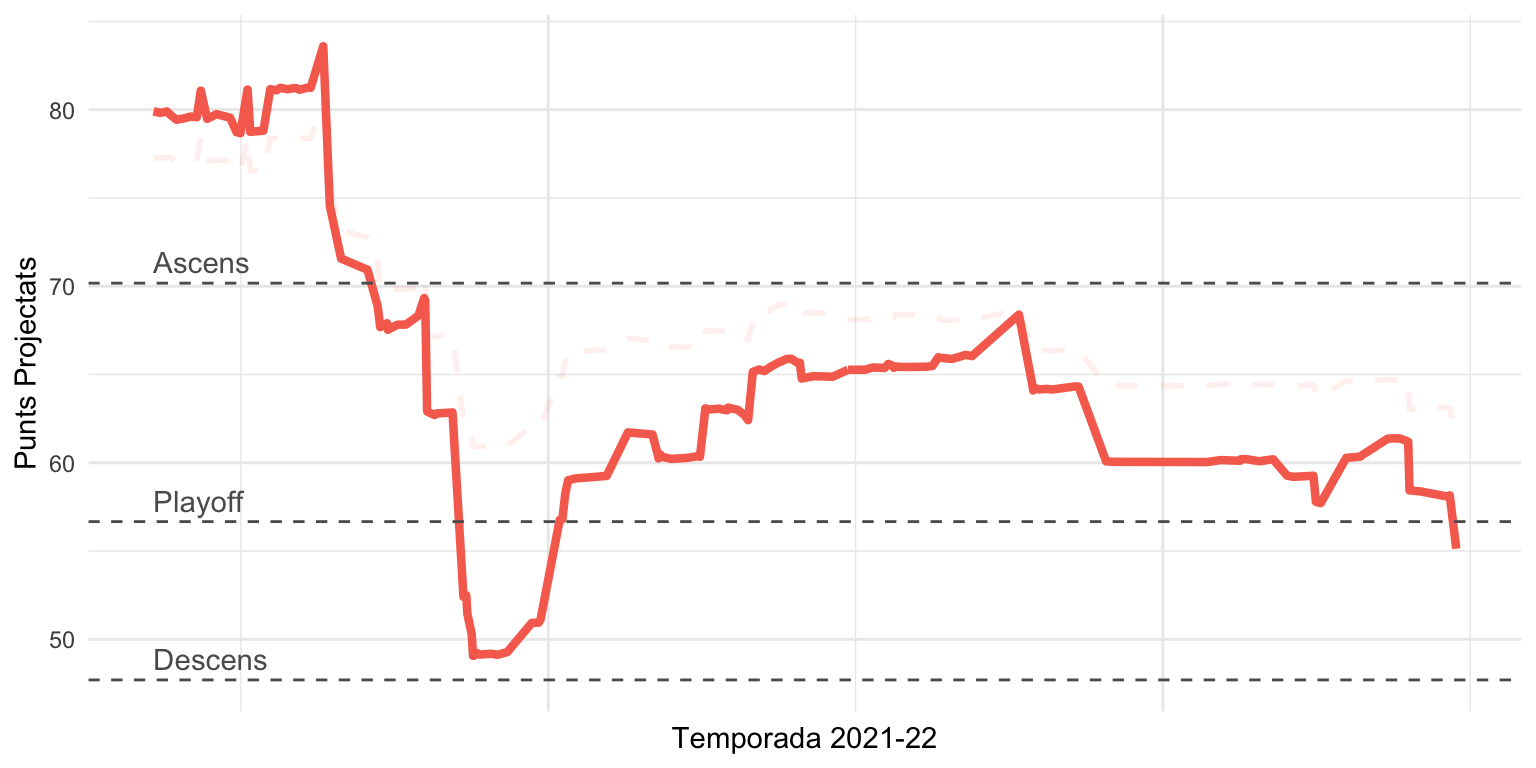 80
70
60
50
Ascens
Playoff
Descens
Punts Projectats
Temporada 2021-22